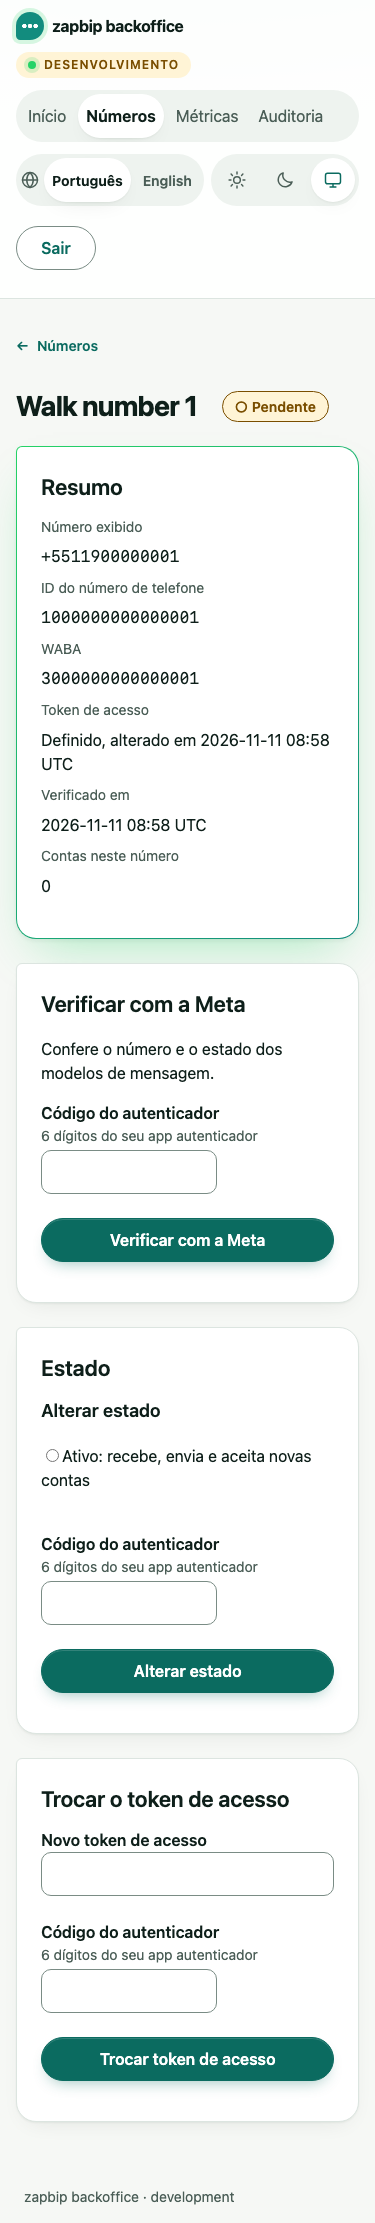 zapbip backoffice
DESENVOLVIMENTO
Início Números Métricas Auditoria
Português English
Sair
← Números
Walk number 1 Pendente
Resumo
Número exibido
+5511900000001
ID do número de telefone
1000000000000001
WABA
3000000000000001
Token de acesso
Definido, alterado em 2026-11-11 08:58
UTC
Verificado em
2026-11-11 08:58 UTC
Contas neste número
0
Verificar com a Meta
Confere o número e o estado dos
modelos de mensagem.
Código do autenticador
6 dígitos do seu app autenticador
Verificar com a Meta
Estado
Alterar estado
Ativo: recebe, envia e aceita novas
contas
Código do autenticador
6 dígitos do seu app autenticador
Alterar estado
Trocar o token de acesso
Novo token de acesso
Código do autenticador
6 dígitos do seu app autenticador
Trocar token de acesso
zapbip backoffice · development